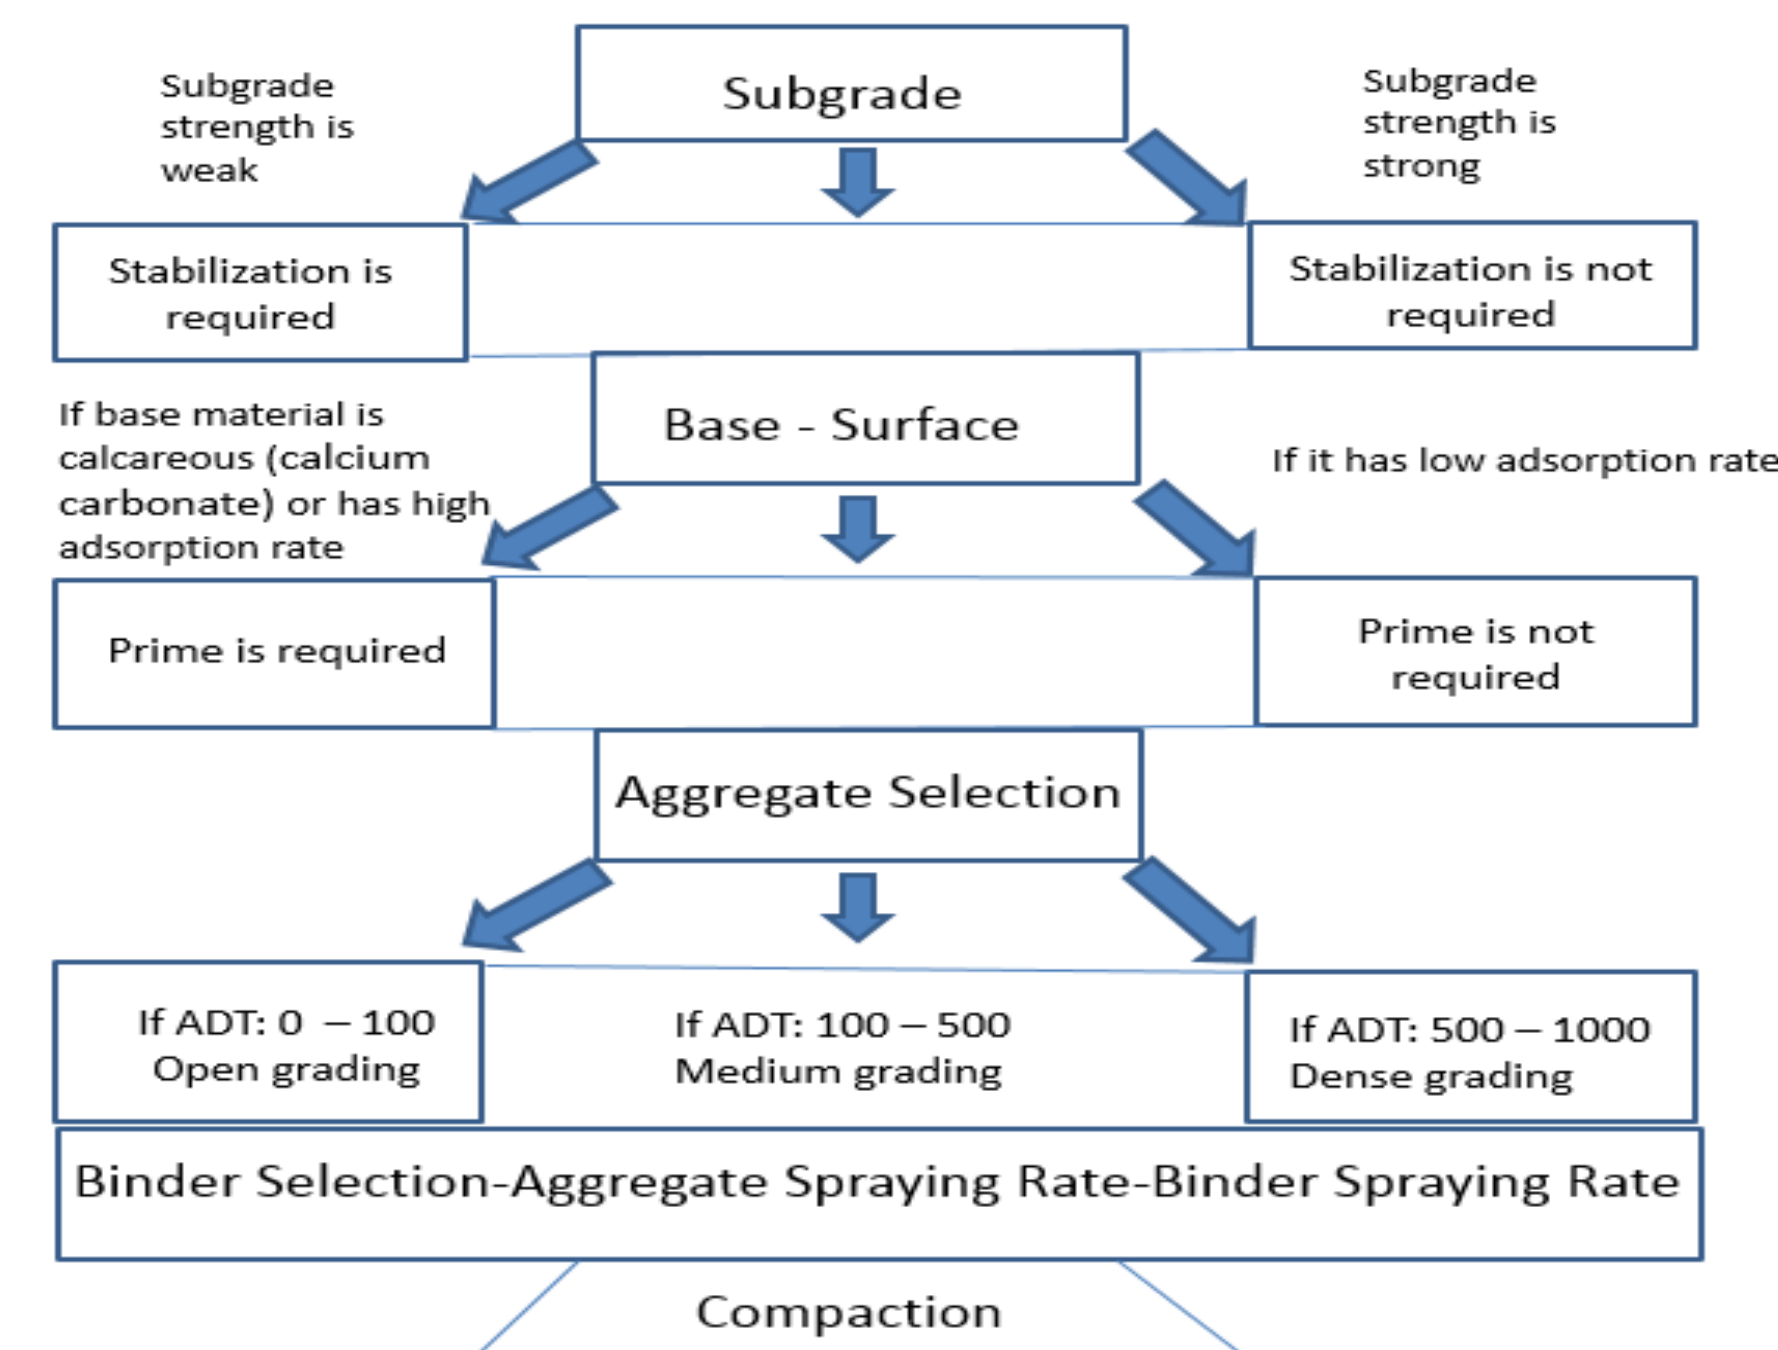 Subgrade
Subgrade
strength is
weak
Subgrade
strength is
strong
Stabilization is
required
Stabilization is not
required
Base - Surface
If base material is
calcareous (calcium
carbonate) or has high
adsorption rate
If it has low adsorption rate
Prime is required
Prime is not
required
Aggregate Selection
If ADT: 0 – 100
Open grading
If ADT: 100 – 500
Medium grading
If ADT: 500 – 1000
Dense grading
Binder Selection-Aggregate Spraying Rate-Binder Spraying Rate
Compaction